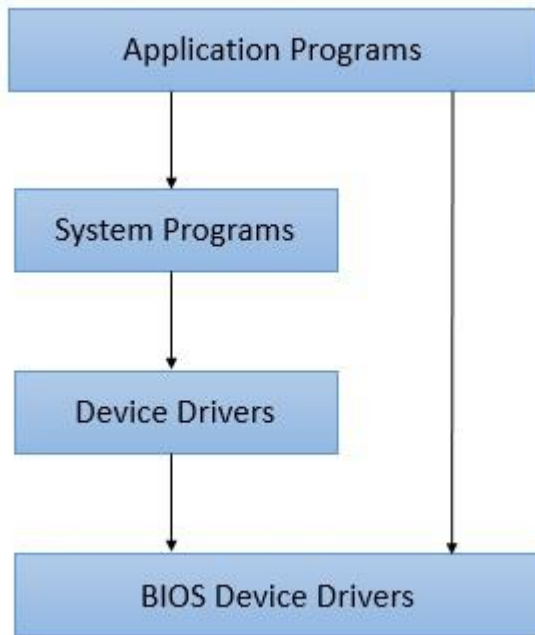 Application Programs
System Programs
Device Drivers
BIOS Device Drivers